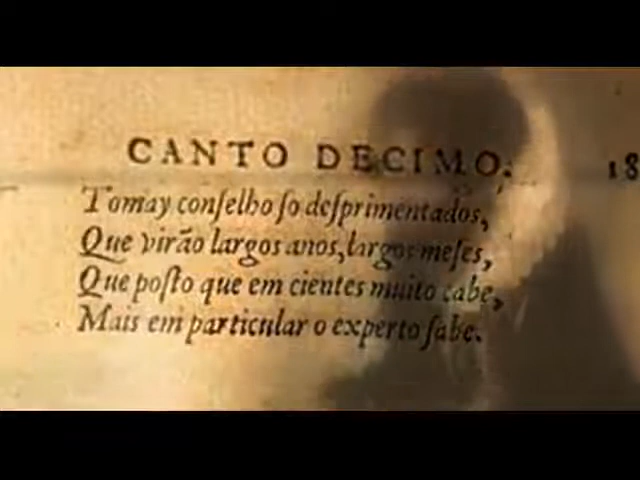 CANTO DECIMO.
18
Tomay conſelho ſo deſprimentados,
Que virão largos anos, largos meſes,
Que poſto que em cientes muito cabe,
Mais em particular o experto ſabe.